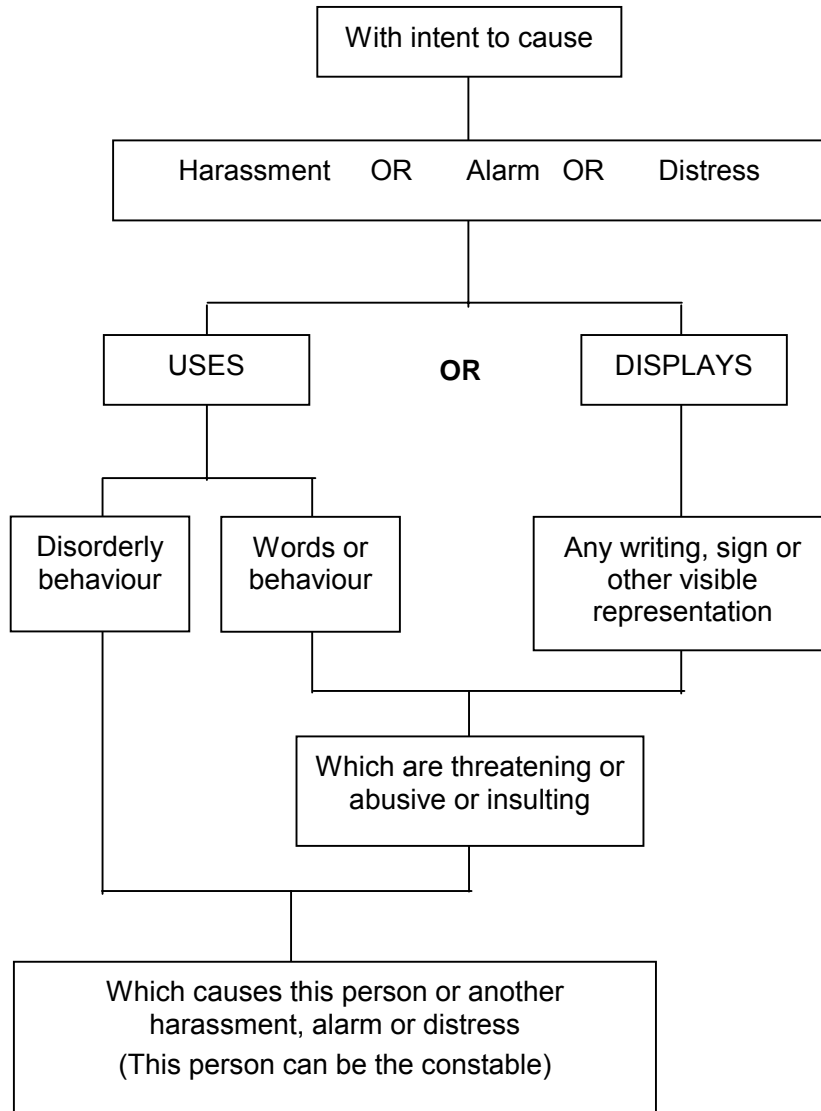 With intent to cause
Harassment OR Alarm OR Distress
USES OR DISPLAYS
Disorderly
behaviour
Words or
behaviour
Any writing, sign or
other visible
representation
Which are threatening or
abusive or insulting
Which causes this person or another
harassment, alarm or distress
(This person can be the constable)